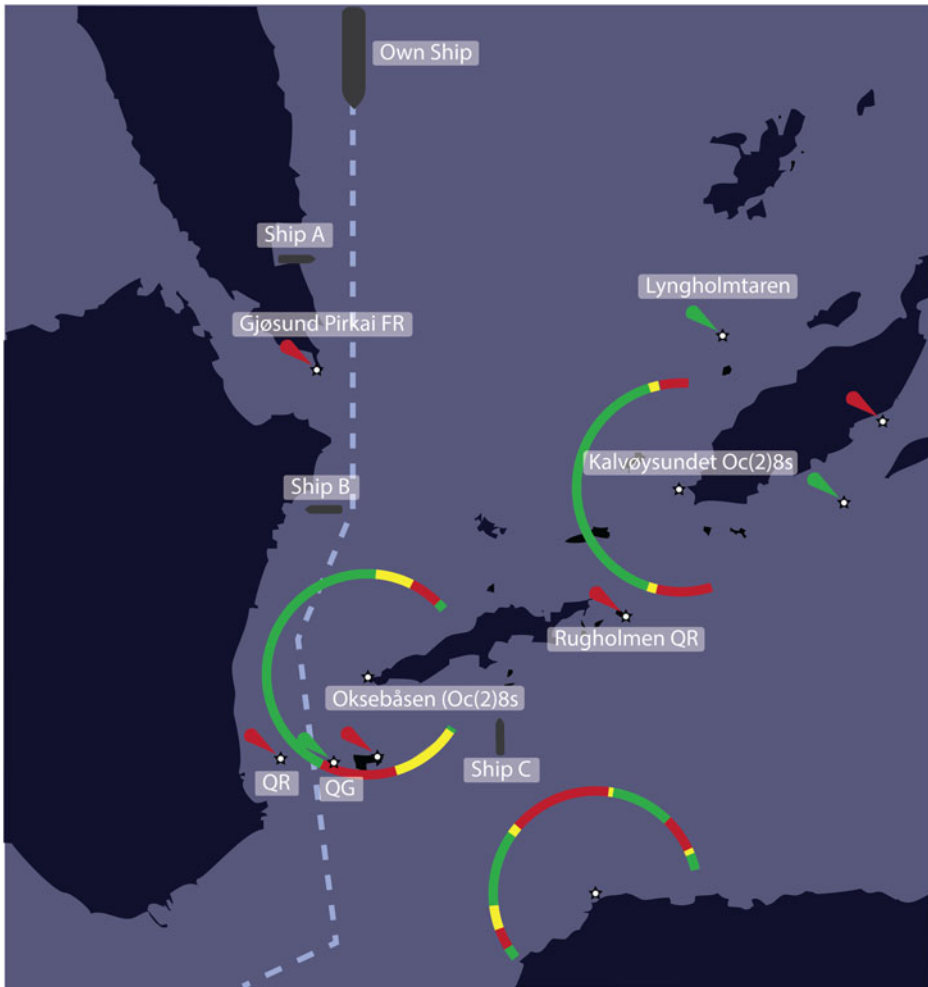 Own Ship
Ship A
Lyngholmtaren
Gjøsund Pirkai FR
Kalvøysundet Oc(2)8s
Ship B
Rugholmen QR
Oksebåsen (Oc(2)8s
Ship C
QR
QG